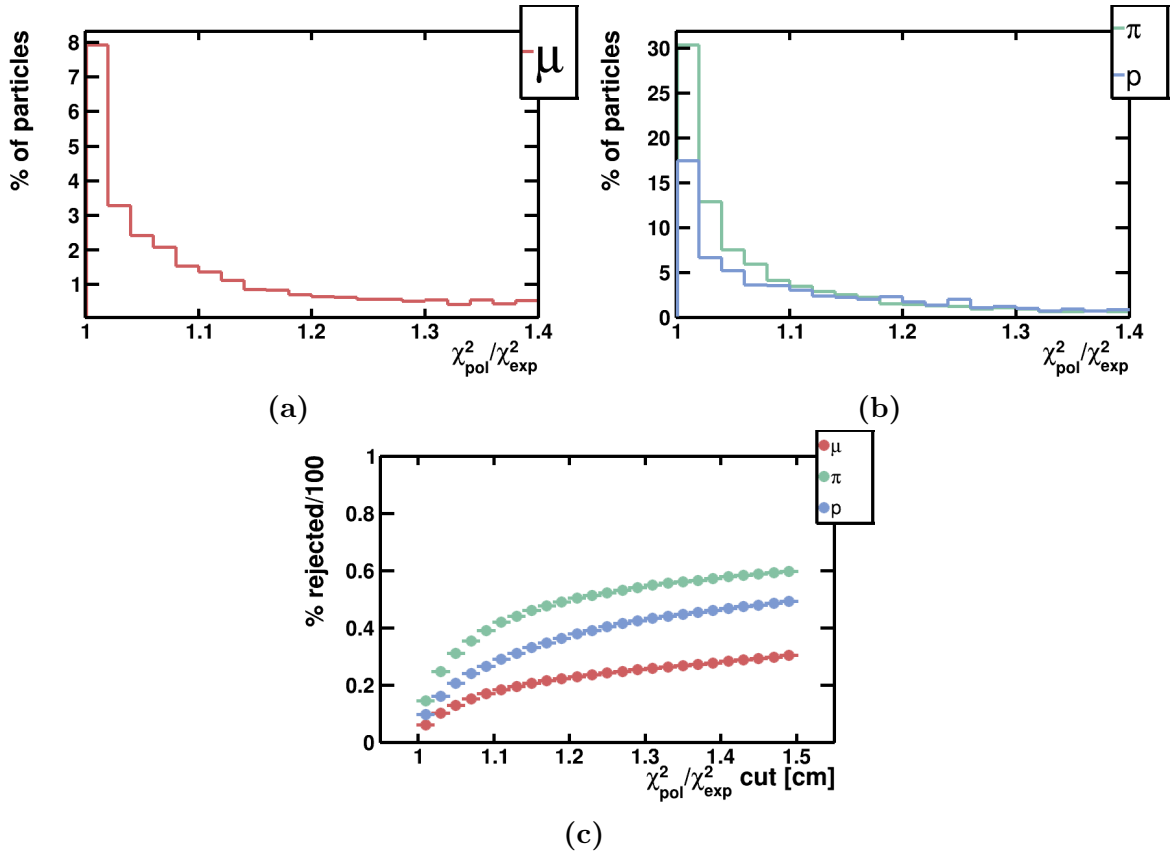 % of particles
8
7
6
5
4
3
2
1
1 1.1 1.2 1.3 1.4
χ²pol/χ²exp
μ
(a)
% of particles
30
25
20
15
10
5
0
1 1.1 1.2 1.3 1.4
χ²pol/χ²exp
π
p
(b)
% rejected/100
1
0.8
0.6
0.4
0.2
0
1 1.1 1.2 1.3 1.4 1.5
χ²pol/χ²exp cut [cm]
μ
π
p
(c)